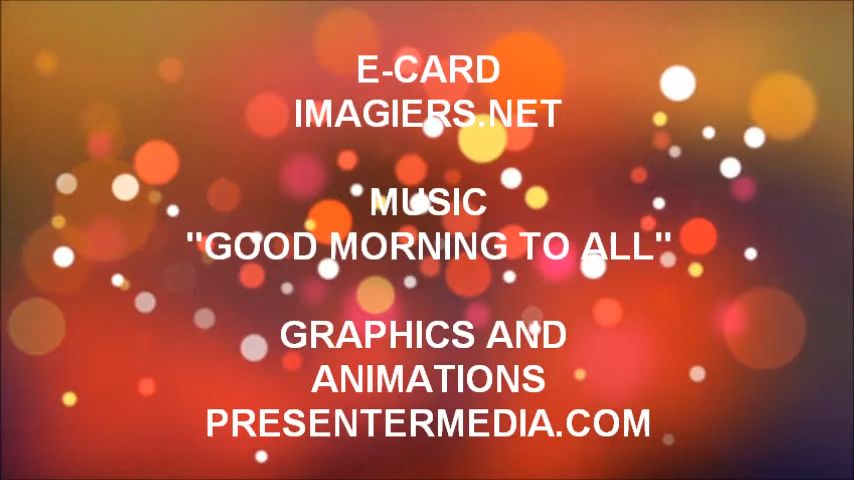 E-CARD
IMAGIERS.NET
MUSIC
"GOOD MORNING TO ALL"
GRAPHICS AND
ANIMATIONS
PRESENTERMEDIA.COM